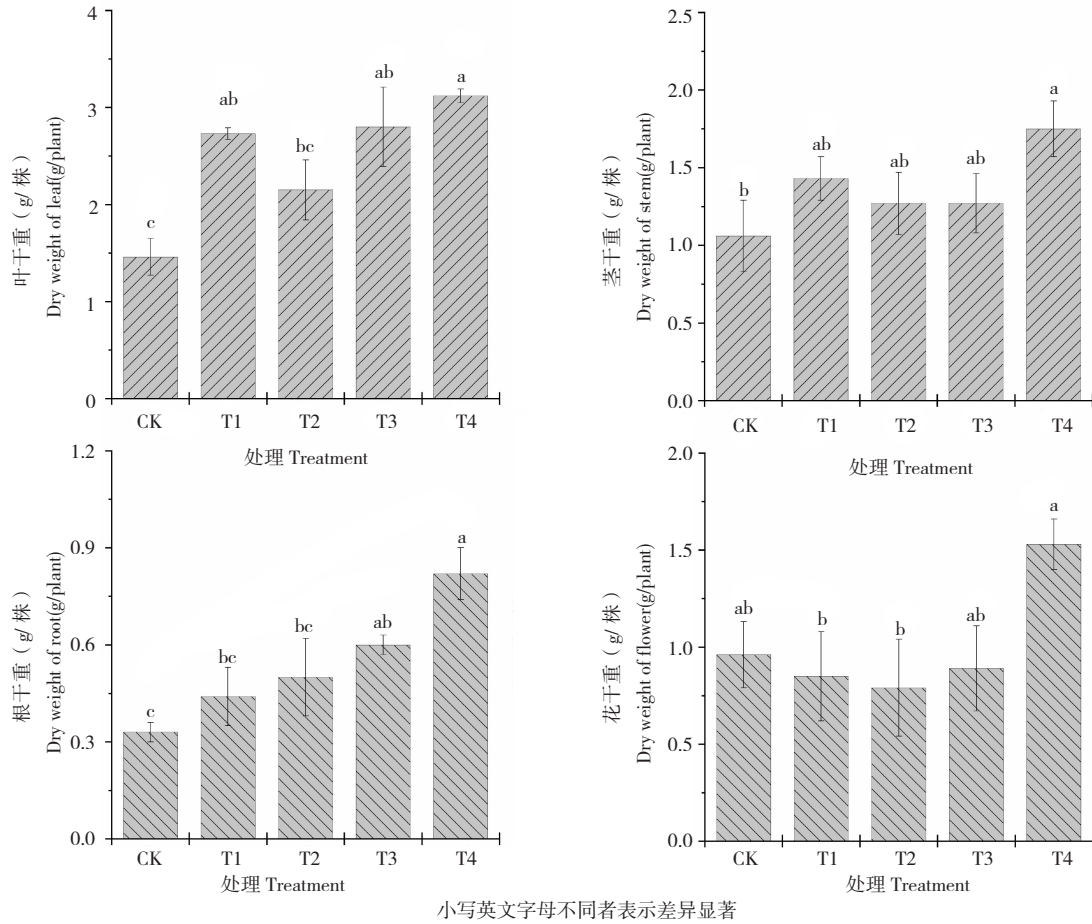 叶干重（g/株）
Dry weight of leaf(g/plant)
4
3
2
1
0
c
ab
bc
ab
a
CK T1 T2 T3 T4
处理 Treatment
茎干重（g/株）
Dry weight of stem(g/plant)
2.5
2.0
1.5
1.0
0.5
0.0
b
ab
ab
ab
a
CK T1 T2 T3 T4
处理 Treatment
根干重（g/株）
Dry weight of root(g/plant)
1.2
0.9
0.6
0.3
0.0
c
bc
bc
ab
a
CK T1 T2 T3 T4
处理 Treatment
花干重（g/株）
Dry weight of flower(g/plant)
2.0
1.5
1.0
0.5
0.0
ab
b
b
ab
a
CK T1 T2 T3 T4
处理 Treatment
小写英文字母不同者表示差异显著